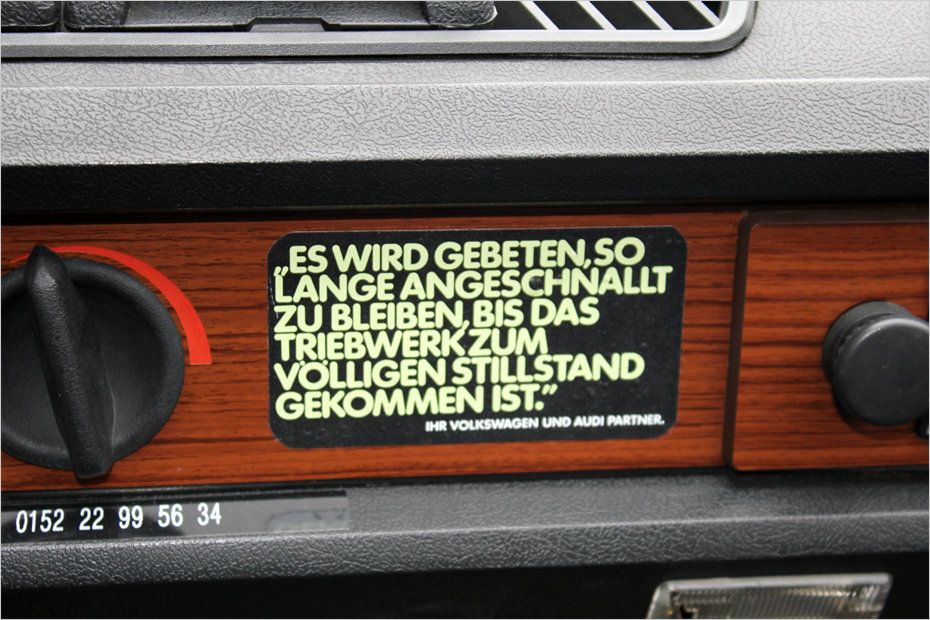 „ES WIRD GEBETEN, SO
LANGE ANGESCHNALLT
ZU BLEIBEN, BIS DAS
TRIEBWERK ZUM
VÖLLIGEN STILLSTAND
GEKOMMEN IST.”
IHR VOLKSWAGEN UND AUDI PARTNER.
0152 22 99 56 34